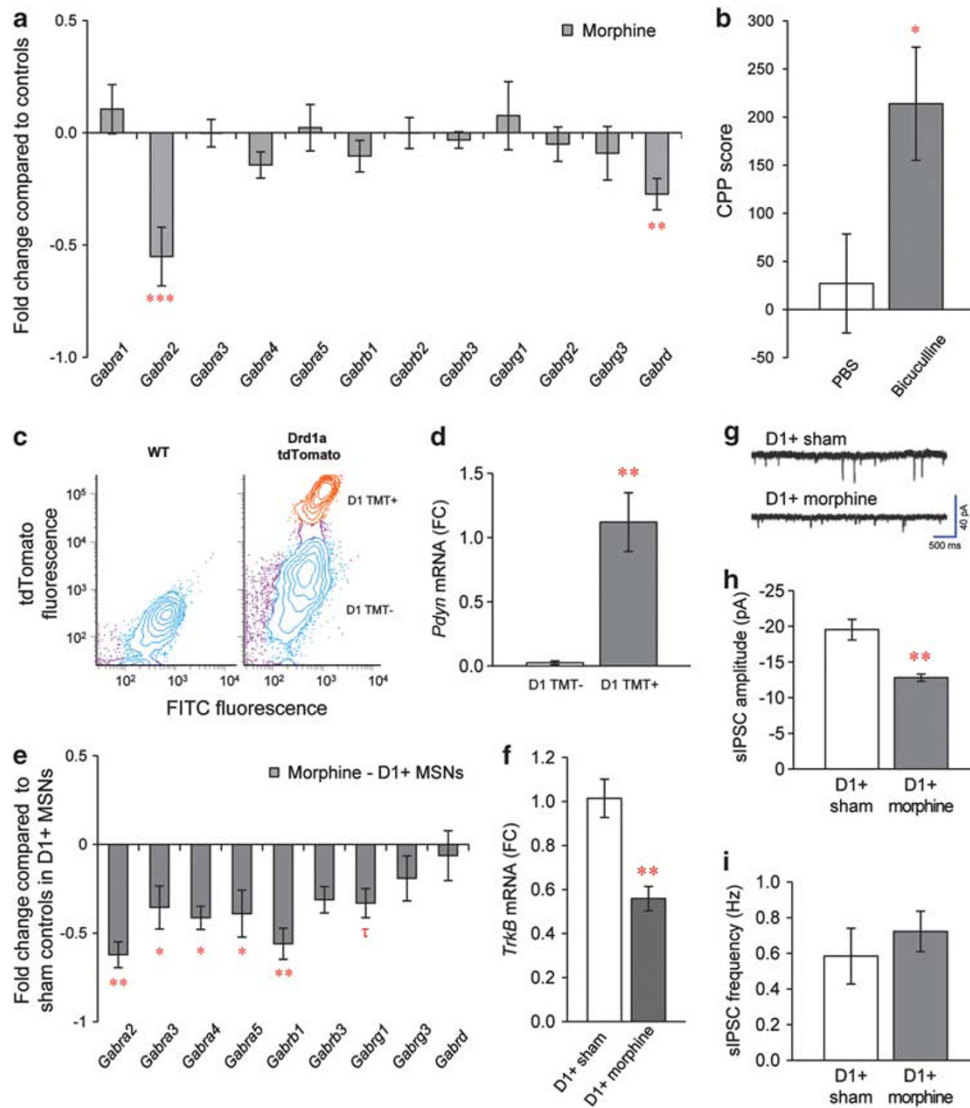 a
0.5
Morphine
0.0
-0.5
-1.0
Fold change compared to controls
***
**
Gabra1
Gabra2
Gabra3
Gabra4
Gabra5
Gabrb1
Gabrb2
Gabrb3
Gabrg1
Gabrg2
Gabrg3
Gabrd
b
*
300
250
200
150
100
50
0
-50
CPP score
PBS
Bicuculline
c
WT
Drd1a
tdTomato
D1 TMT+
D1 TMT-
10⁵
10⁴
10³
10²
tdTomato
fluorescence
10² 10³ 10⁴
10² 10³ 10⁴
FITC fluorescence
d
**
1.5
1.0
0.5
0.0
Pdyn mRNA (FC)
D1 TMT-
D1 TMT+
g
D1+ sham
D1+ morphine
40 pA
500 ms
h
-20
-15
-10
-5
0
sIPSC amplitude (pA)
**
D1+
sham
D1+
morphine
e
0.5
Morphine - D1+ MSNs
0
-0.5
-1
Fold change compared to
sham controls in D1+ MSNs
**
*
*
*
**
τ
Gabra2
Gabra3
Gabra4
Gabra5
Gabrb1
Gabrb3
Gabrg1
Gabrg3
Gabrd
f
1.2
1.0
0.8
0.6
0.4
0.2
0.0
TrkB mRNA (FC)
**
D1+ sham
D1+ morphine
i
1.0
0.8
0.6
0.4
0.2
0.0
sIPSC frequency (Hz)
D1+
sham
D1+
morphine